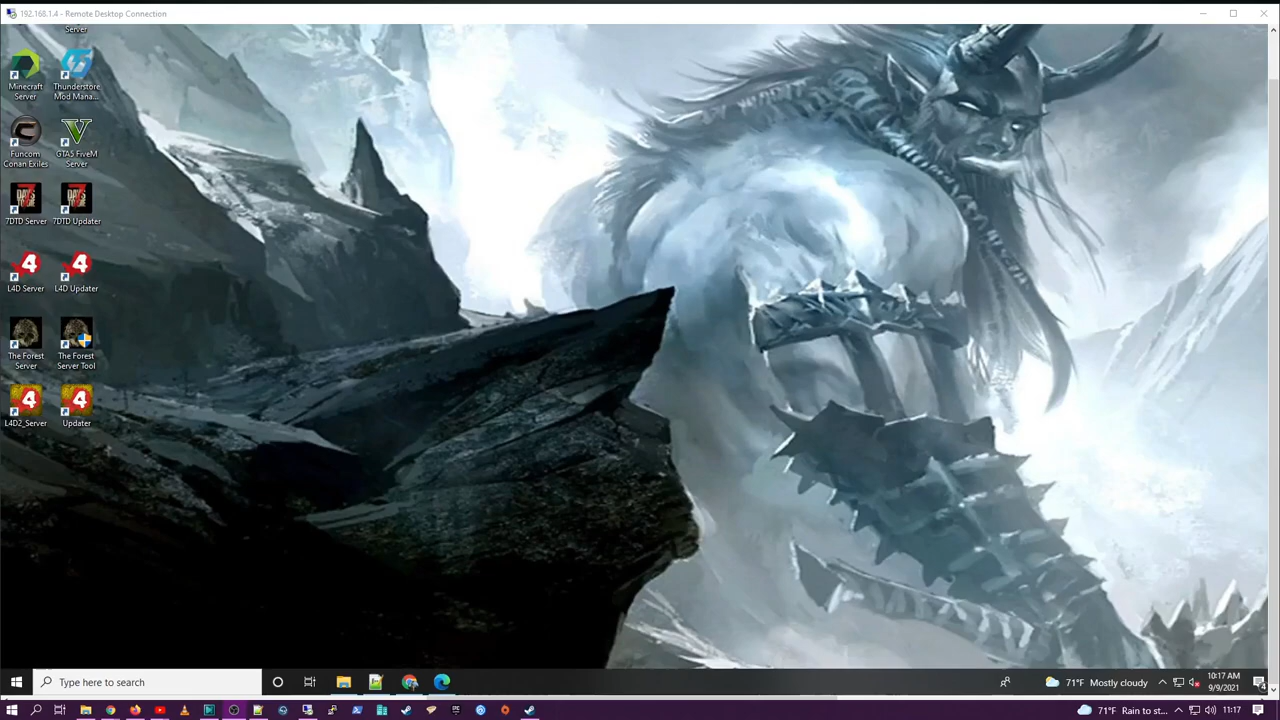 192.168.1.4 - Remote Desktop Connection
Server
Minecraft
Server
Thunderstore
Mod Mana...
Funcom
Conan Exiles
GTA5 FiveM
Server
7DTD Server
7DTD Updater
L4D Server
L4D Updater
The Forest
Server
The Forest
Server Tool
L4D2_Server
Updater
Type here to search
71°F Mostly cloudy
10:17 AM
9/9/2021
71°F Rain to st...
11:17